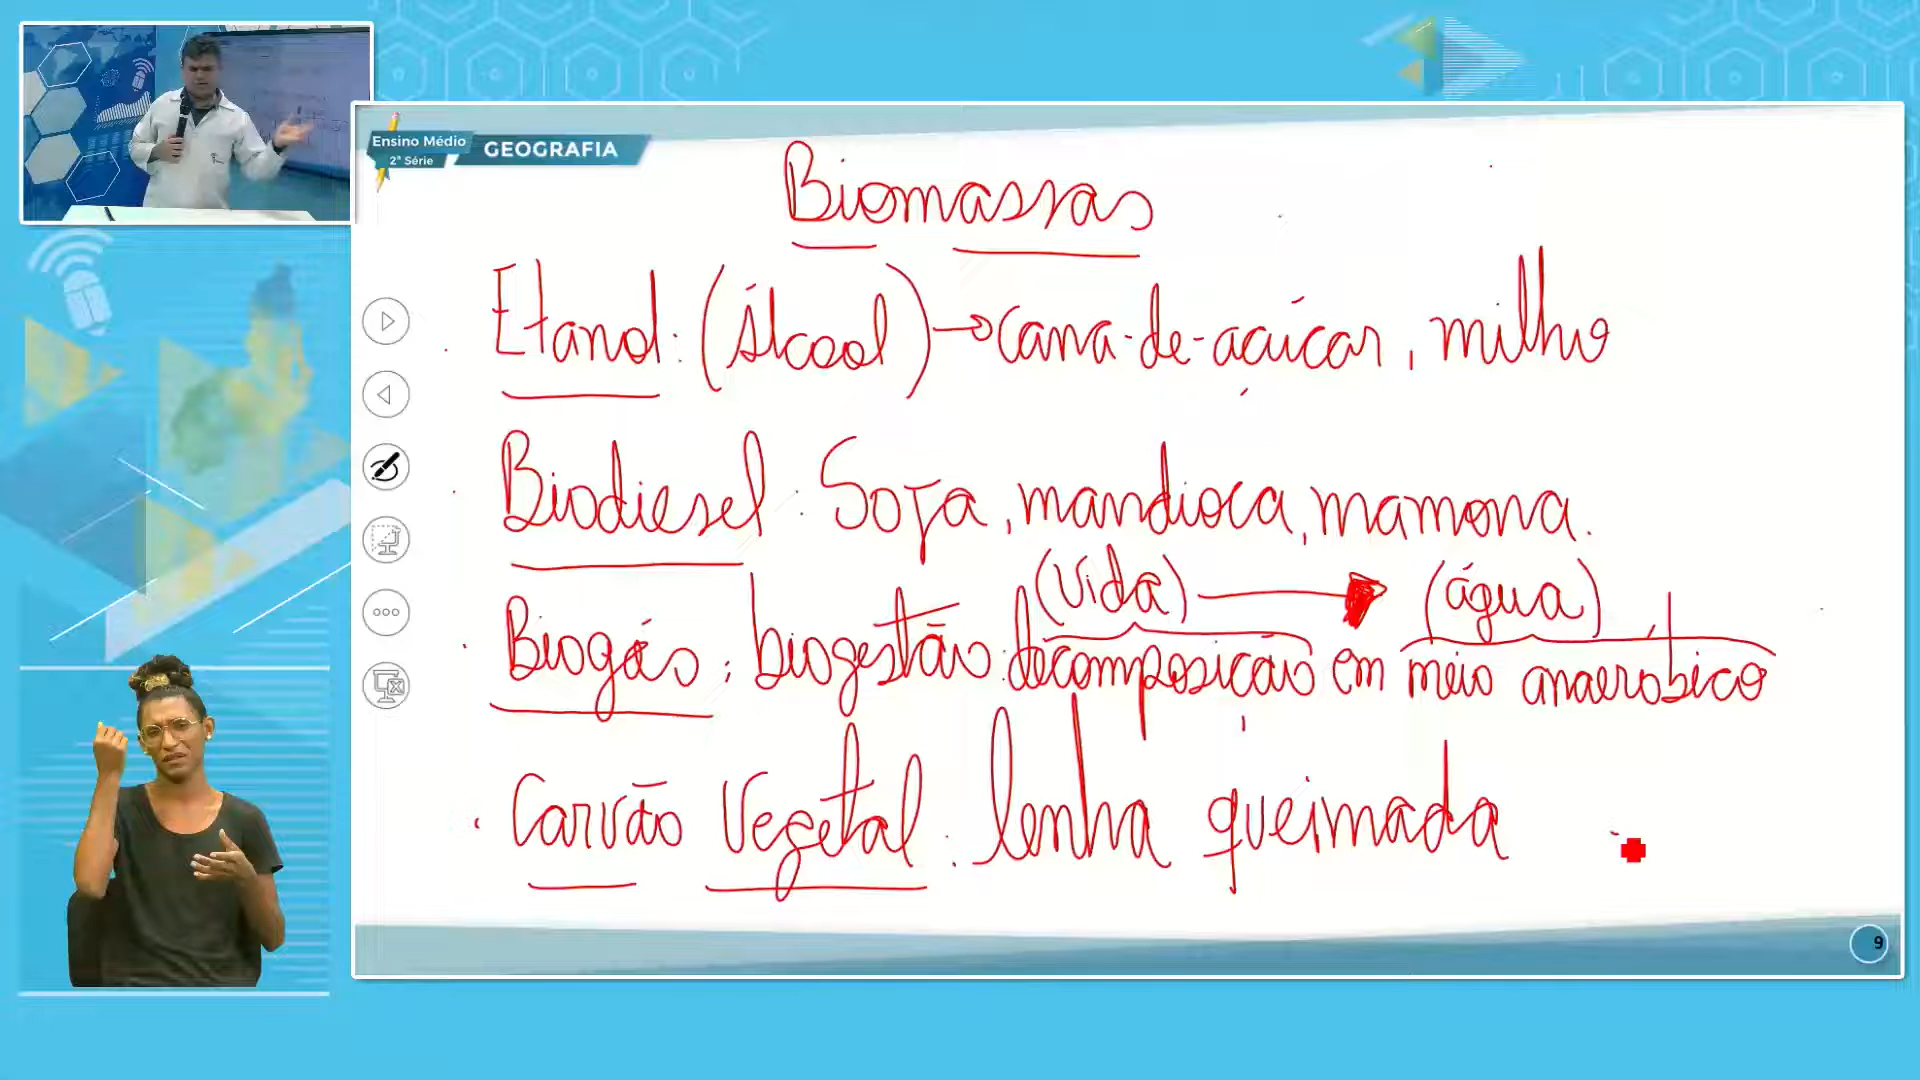 Ensino Médio
2ª Série
GEOGRAFIA
Biomassas
Etanol: (Álcool) → cana-de-açúcar, milho
Biodiesel: Soja, mandioca, mamona.
(vida) → (água)
Biogás: biogestão: decomposição em meio anaeróbico
Carvão Vegetal: lenha queimada
9